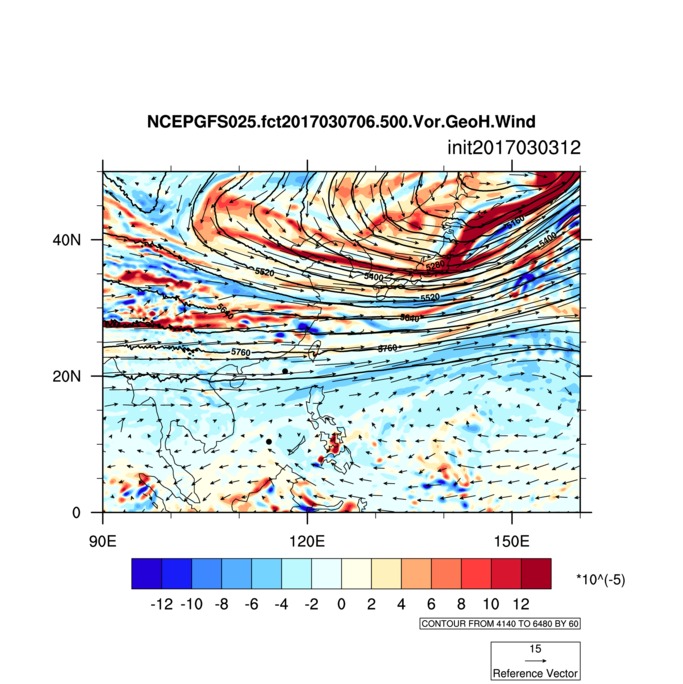 NCEPGFS025.fct2017030706.500.Vor.GeoH.Wind
init2017030312
40N
20N
0
90E 120E 150E
5160
5400
5280
5520
5400
5520
5640
5640
5760
5760
-12 -10 -8 -6 -4 -2 0 2 4 6 8 10 12
*10^(-5)
CONTOUR FROM 4140 TO 6480 BY 60
15
Reference Vector